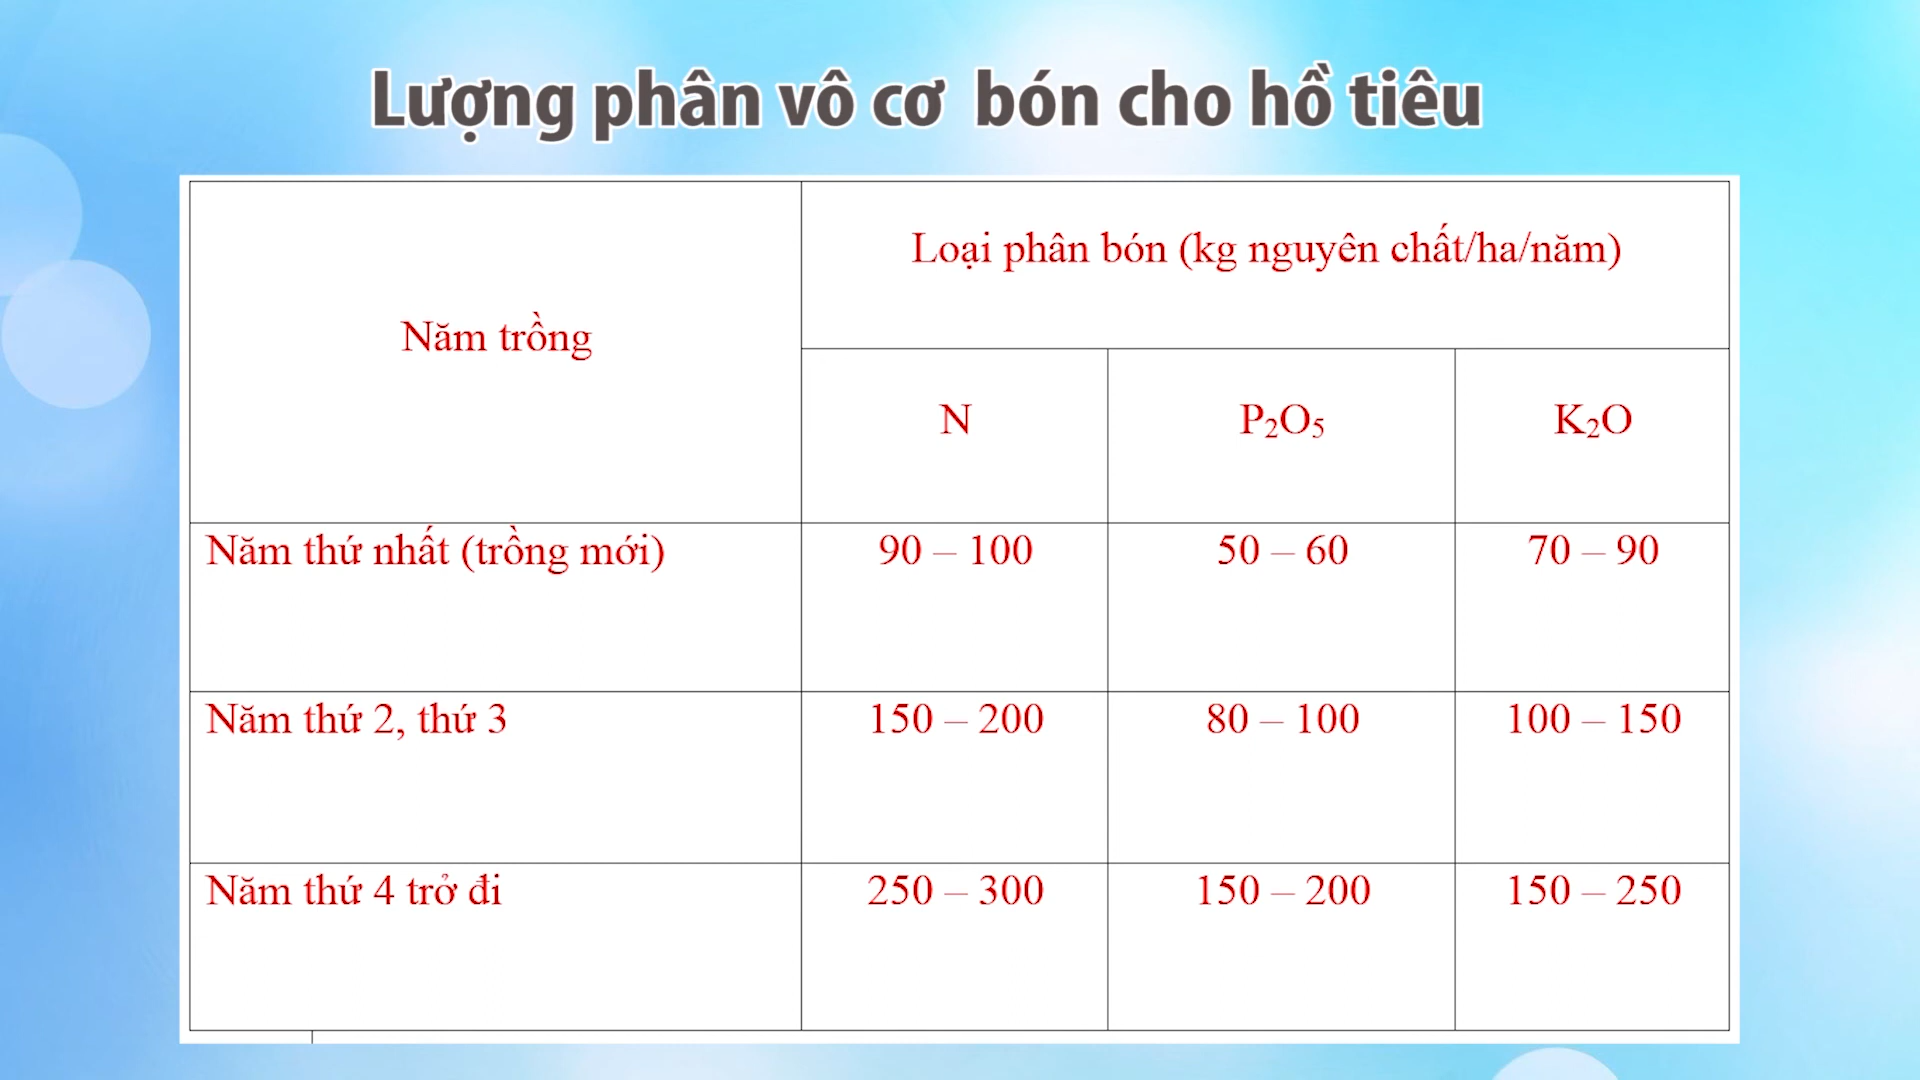 Lượng phân vô cơ bón cho hồ tiêu
Loại phân bón (kg nguyên chất/ha/năm)
Năm trồng
N P₂O₅ K₂O
Năm thứ nhất (trồng mới) 90 – 100 50 – 60 70 – 90
Năm thứ 2, thứ 3 150 – 200 80 – 100 100 – 150
Năm thứ 4 trở đi 250 – 300 150 – 200 150 – 250